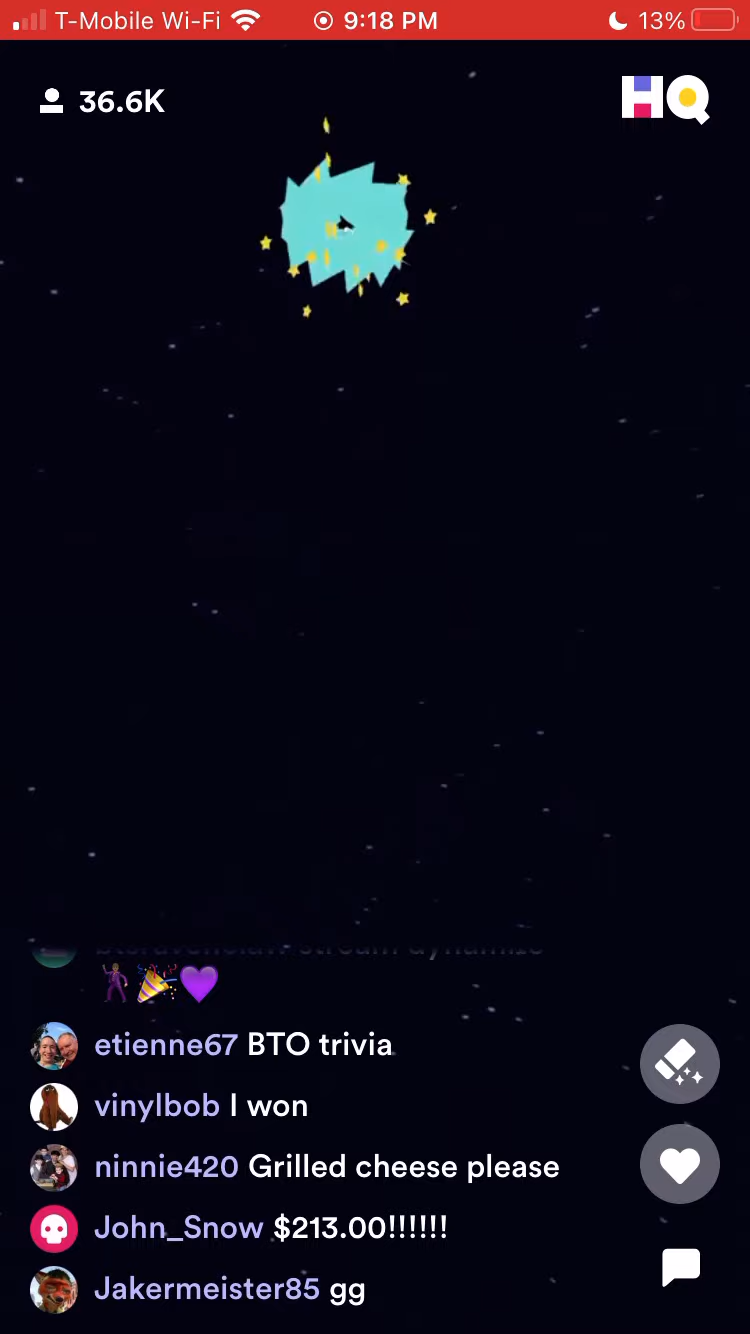 T-Mobile Wi-Fi 9:18 PM 13%
36.6K HQ
etienne67 BTO trivia
vinylbob I won
ninnie420 Grilled cheese please
John_Snow $213.00!!!!!!
Jakermeister85 gg